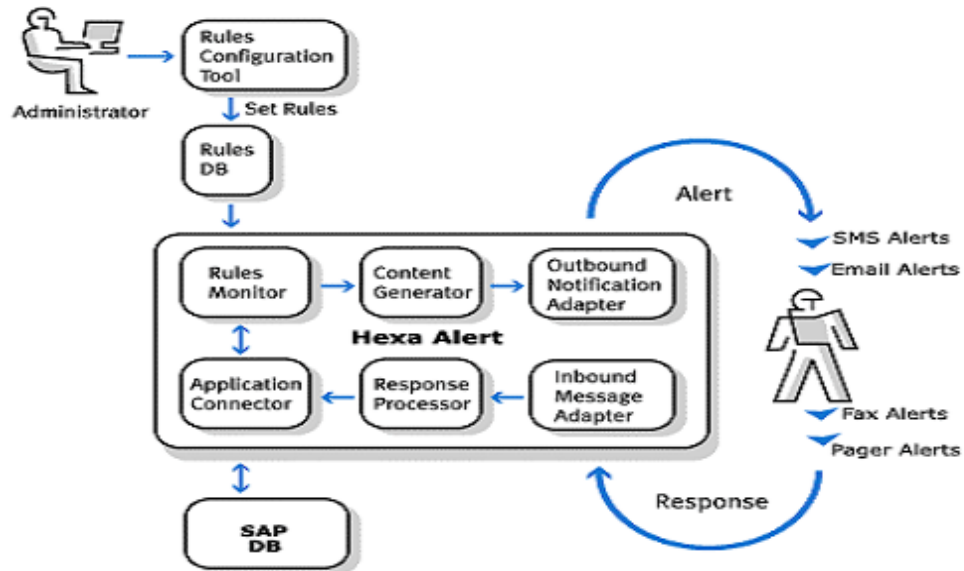 Rules
Configuration
Tool
Administrator
Set Rules
Rules
DB
Alert
SMS Alerts
Email Alerts
Rules
Monitor
Content
Generator
Outbound
Notification
Adapter
Hexa Alert
Application
Connector
Response
Processor
Inbound
Message
Adapter
Fax Alerts
Pager Alerts
Response
SAP
DB